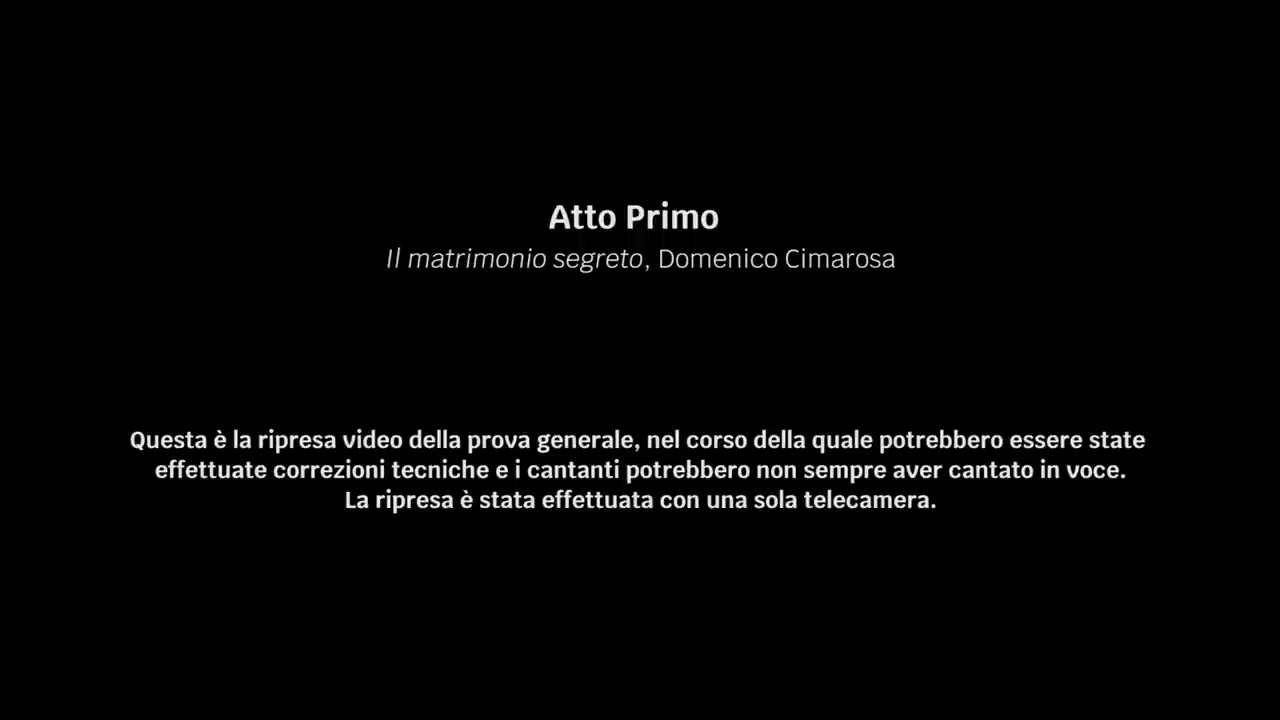 Atto Primo
Il matrimonio segreto, Domenico Cimarosa
Questa è la ripresa video della prova generale, nel corso della quale potrebbero essere state
effettuate correzioni tecniche e i cantanti potrebbero non sempre aver cantato in voce.
La ripresa è stata effettuata con una sola telecamera.